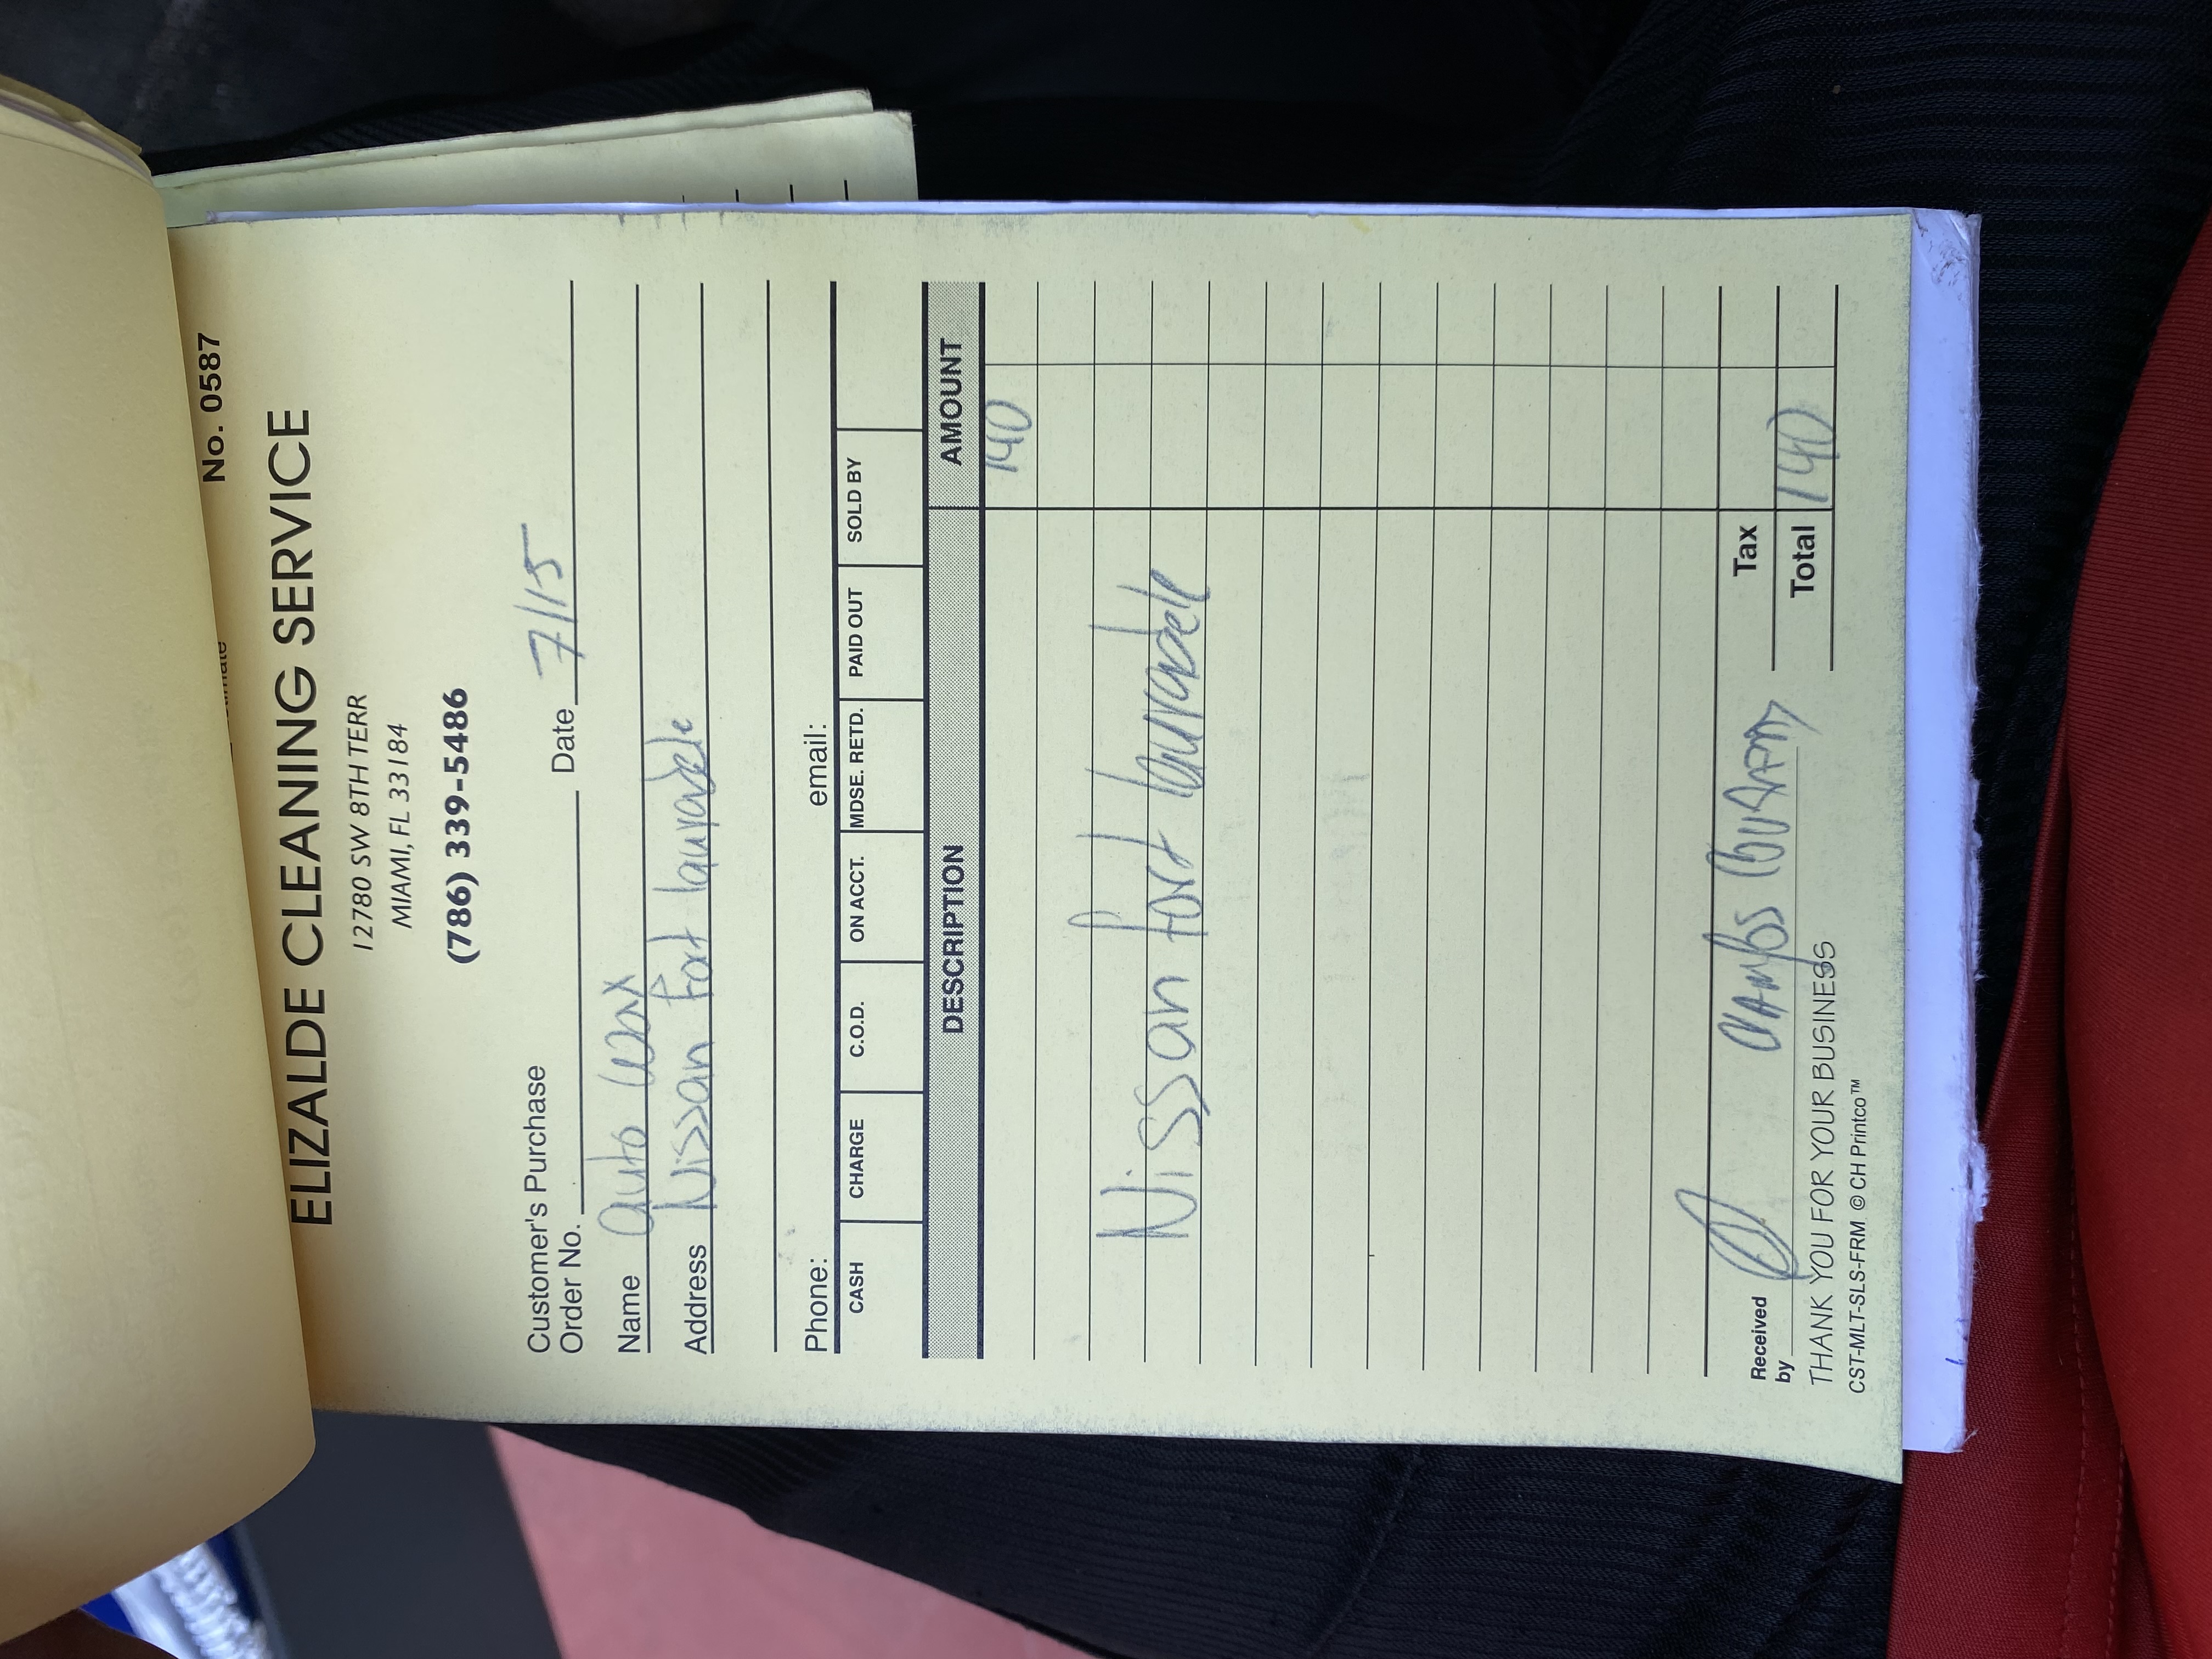 No. 0587
ELIZALDE CLEANING SERVICE
12780 SW 8TH TERR
MIAMI, FL 33184
(786) 339-5486
Customer's Purchase
Order No. Date 7/15
Name auto wax
Address Nissan Fort lauradele
Phone: email:
CASH CHARGE C.O.D. ON ACCT. MDSE. RETD. PAID OUT SOLD BY
DESCRIPTION AMOUNT
140
Nissan fort lauradele
Tax
Received by
Total 140
THANK YOU FOR YOUR BUSINESS
CST-MLT-SLS-FRM © CH Printco™